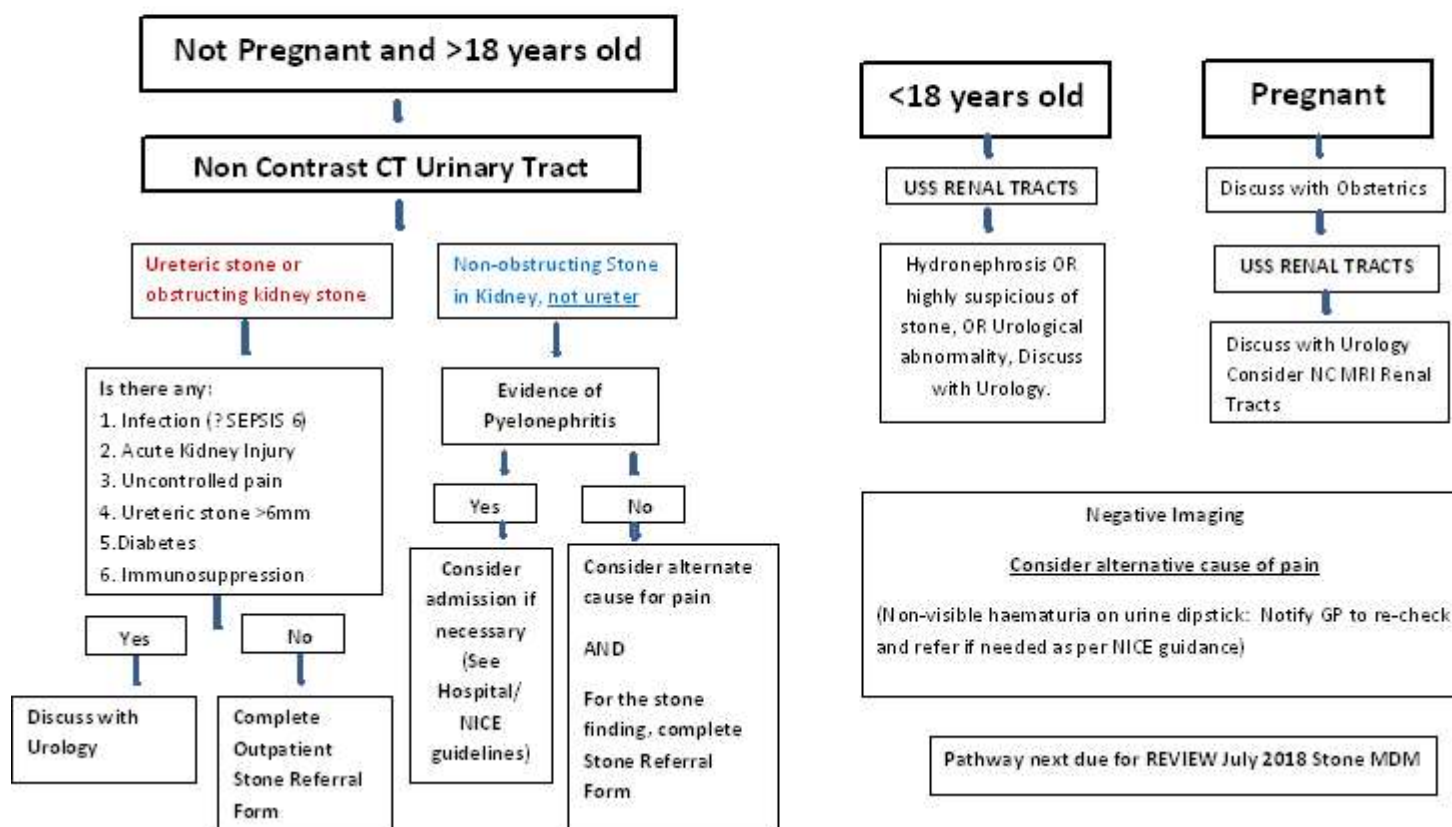 Not Pregnant and >18 years old
Non Contrast CT Urinary Tract
Ureteric stone or
obstructing kidney stone
Non-obstructing Stone
in Kidney, not ureter
Is there any:
1. Infection (?SEPSIS 6)
2. Acute Kidney Injury
3. Uncontrolled pain
4. Ureteric stone >6mm
5.Diabetes
6. Immunosuppression
Yes
No
Discuss with
Urology
Complete
Outpatient
Stone Referral
Form
Evidence of
Pyelonephritis
Yes
No
Consider
admission if
necessary
(See
Hospital/
NICE
guidelines)
Consider alternate
cause for pain
AND
For the stone
finding, complete
Stone Referral
Form
<18 years old
USS RENAL TRACTS
Hydronephrosis OR
highly suspicious of
stone, OR Urological
abnormality, Discuss
with Urology.
Pregnant
Discuss with Obstetrics
USS RENAL TRACTS
Discuss with Urology
Consider NC MRI Renal
Tracts
Negative Imaging
Consider alternative cause of pain
(Non-visible haematuria on urine dipstick: Notify GP to re-check
and refer if needed as per NICE guidance)
Pathway next due for REVIEW July 2018 Stone MDM